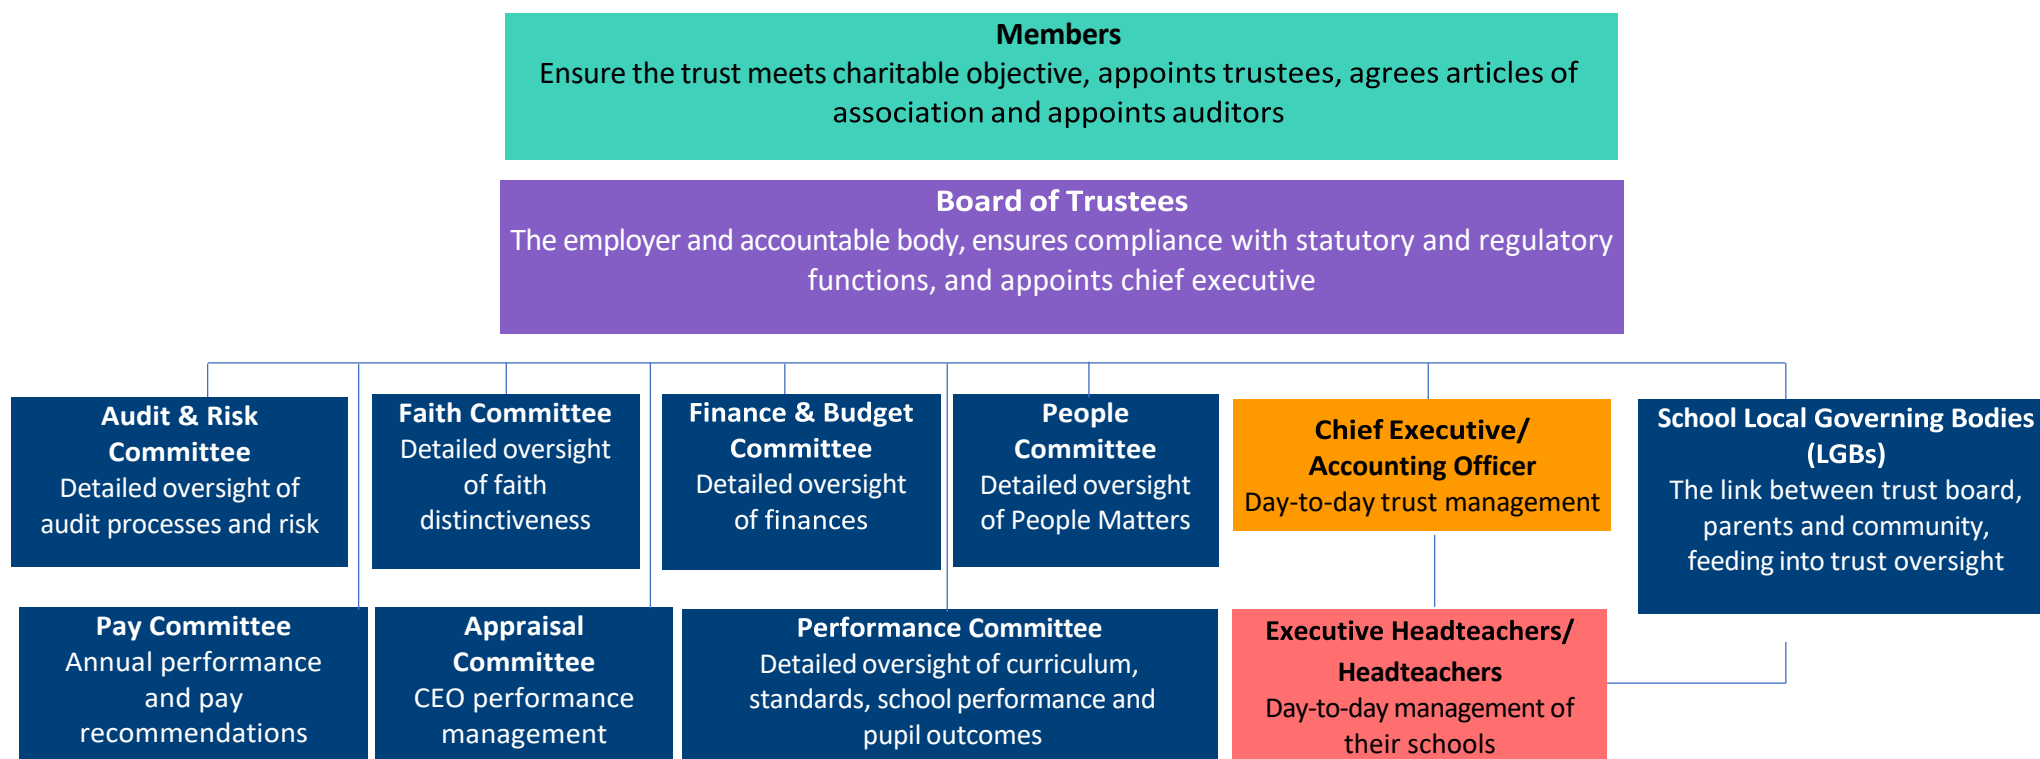 Members
Ensure the trust meets charitable objective, appoints trustees, agrees articles of
association and appoints auditors
Board of Trustees
The employer and accountable body, ensures compliance with statutory and regulatory
functions, and appoints chief executive
Audit & Risk
Committee
Detailed oversight of
audit processes and risk
Faith Committee
Detailed oversight
of faith
distinctiveness
Finance & Budget
Committee
Detailed oversight
of finances
People
Committee
Detailed oversight
of People Matters
Chief Executive/
Accounting Officer
Day-to-day trust management
School Local Governing Bodies
(LGBs)
The link between trust board,
parents and community,
feeding into trust oversight
Pay Committee
Annual performance
and pay
recommendations
Appraisal
Committee
CEO performance
management
Performance Committee
Detailed oversight of curriculum,
standards, school performance and
pupil outcomes
Executive Headteachers/
Headteachers
Day-to-day management of
their schools